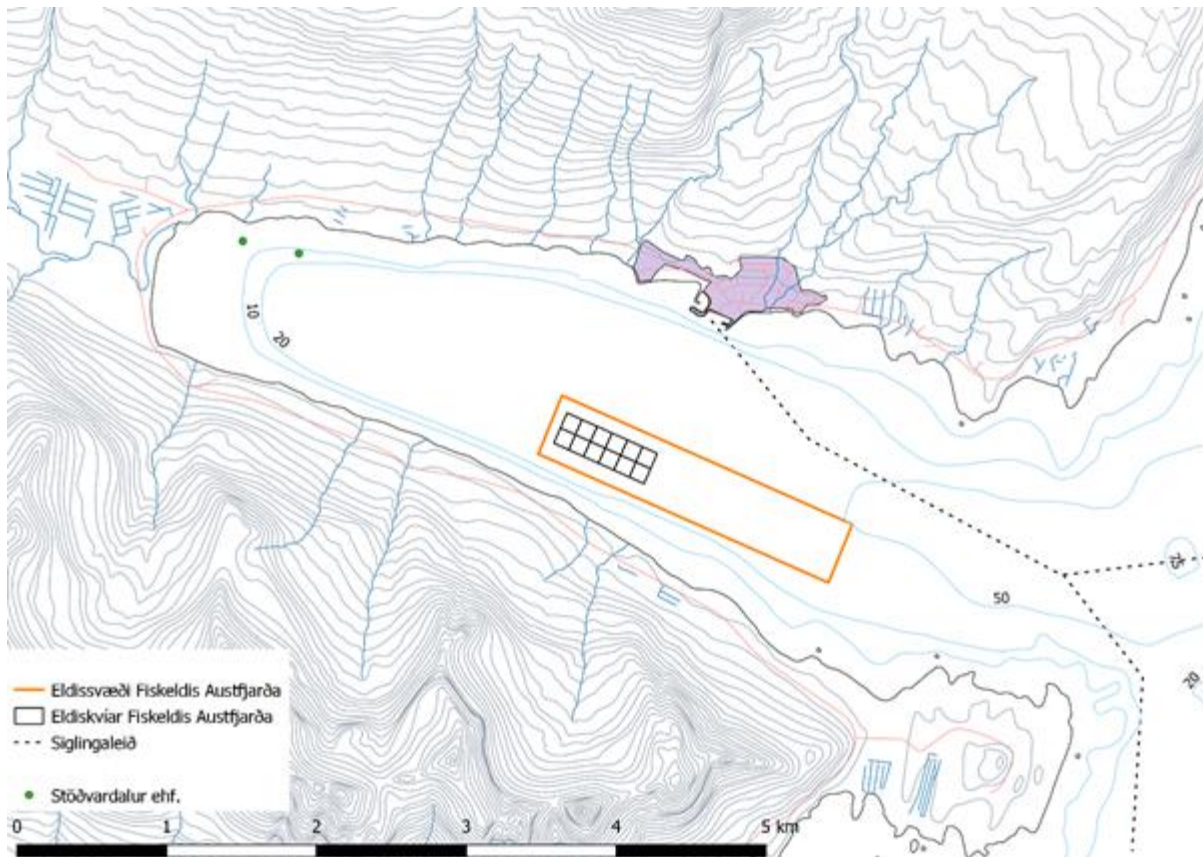 10
20
75
50
20
Eldissvæði Fiskeldis Austfjarða
Eldiskvíar Fiskeldis Austfjarða
Siglingaleið
Stöðvardalur ehf.
0 1 2 3 4 5 km